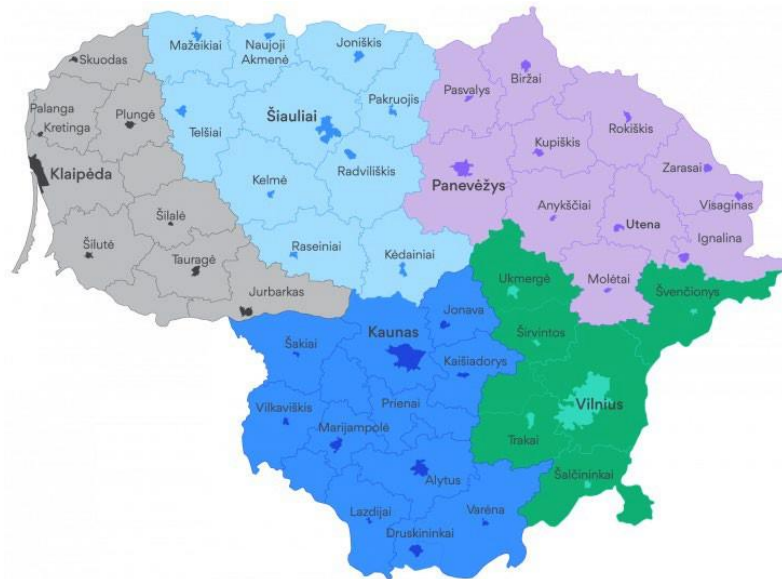 Skuodas
Mažeikiai
Naujoji
Akmenė
Joniškis
Palanga
Kretinga
Plungė
Telšiai
Šiauliai
Pakruojis
Pasvalys
Biržai
Rokiškis
Klaipėda
Kelmė
Radviliškis
Panevėžys
Kupiškis
Zarasai
Visaginas
Šilutė
Šilalė
Tauragė
Raseiniai
Kėdainiai
Anykščiai
Utena
Ignalina
Jurbarkas
Ukmergė
Molėtai
Švenčionys
Šakiai
Kaunas
Jonava
Kaišiadorys
Širvintos
Vilkaviškis
Prienai
Marijampolė
Vilnius
Trakai
Alytus
Šalčininkai
Lazdijai
Varėna
Druskininkai